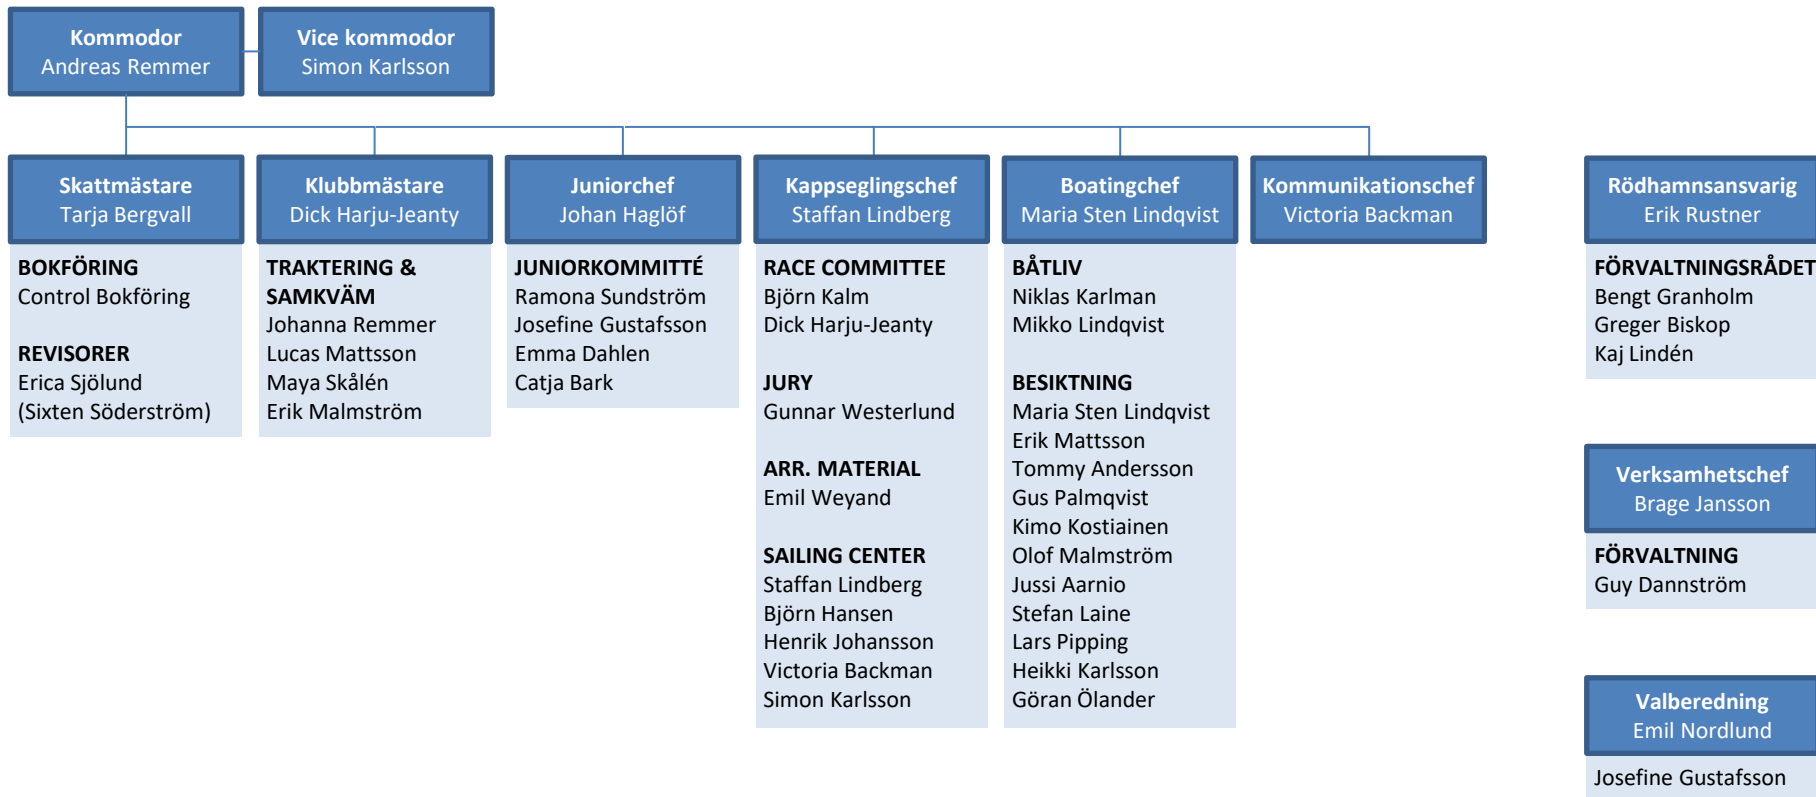 Kommodor
Andreas Remmer
Vice kommodor
Simon Karlsson
Skattmästare
Tarja Bergvall
BOKFÖRING
Control Bokföring
REVISORER
Erica Sjölund
(Sixten Söderström)
Klubbmästare
Dick Harju-Jeanty
TRAKTERING &
SAMKVÄM
Johanna Remmer
Lucas Mattsson
Maya Skålén
Erik Malmström
Juniorchef
Johan Haglöf
JUNIORKOMMITTÉ
Ramona Sundström
Josefine Gustafsson
Emma Dahlen
Catja Bark
Kappseglingschef
Staffan Lindberg
RACE COMMITTEE
Björn Kalm
Dick Harju-Jeanty
JURY
Gunnar Westerlund
ARR. MATERIAL
Emil Weyand
SAILING CENTER
Staffan Lindberg
Björn Hansen
Henrik Johansson
Victoria Backman
Simon Karlsson
Boatingchef
Maria Sten Lindqvist
BÅTLIV
Niklas Karlman
Mikko Lindqvist
BESIKTNING
Maria Sten Lindqvist
Erik Mattsson
Tommy Andersson
Gus Palmqvist
Kimo Kostiainen
Olof Malmström
Jussi Aarnio
Stefan Laine
Lars Pipping
Heikki Karlsson
Göran Ölander
Kommunikationschef
Victoria Backman
Rödhamnsansvarig
Erik Rustner
FÖRVALTNINGSRÅDET
Bengt Granholm
Greger Biskop
Kaj Lindén
Verksamhetschef
Brage Jansson
FÖRVALTNING
Guy Dannström
Valberedning
Emil Nordlund
Josefine Gustafsson